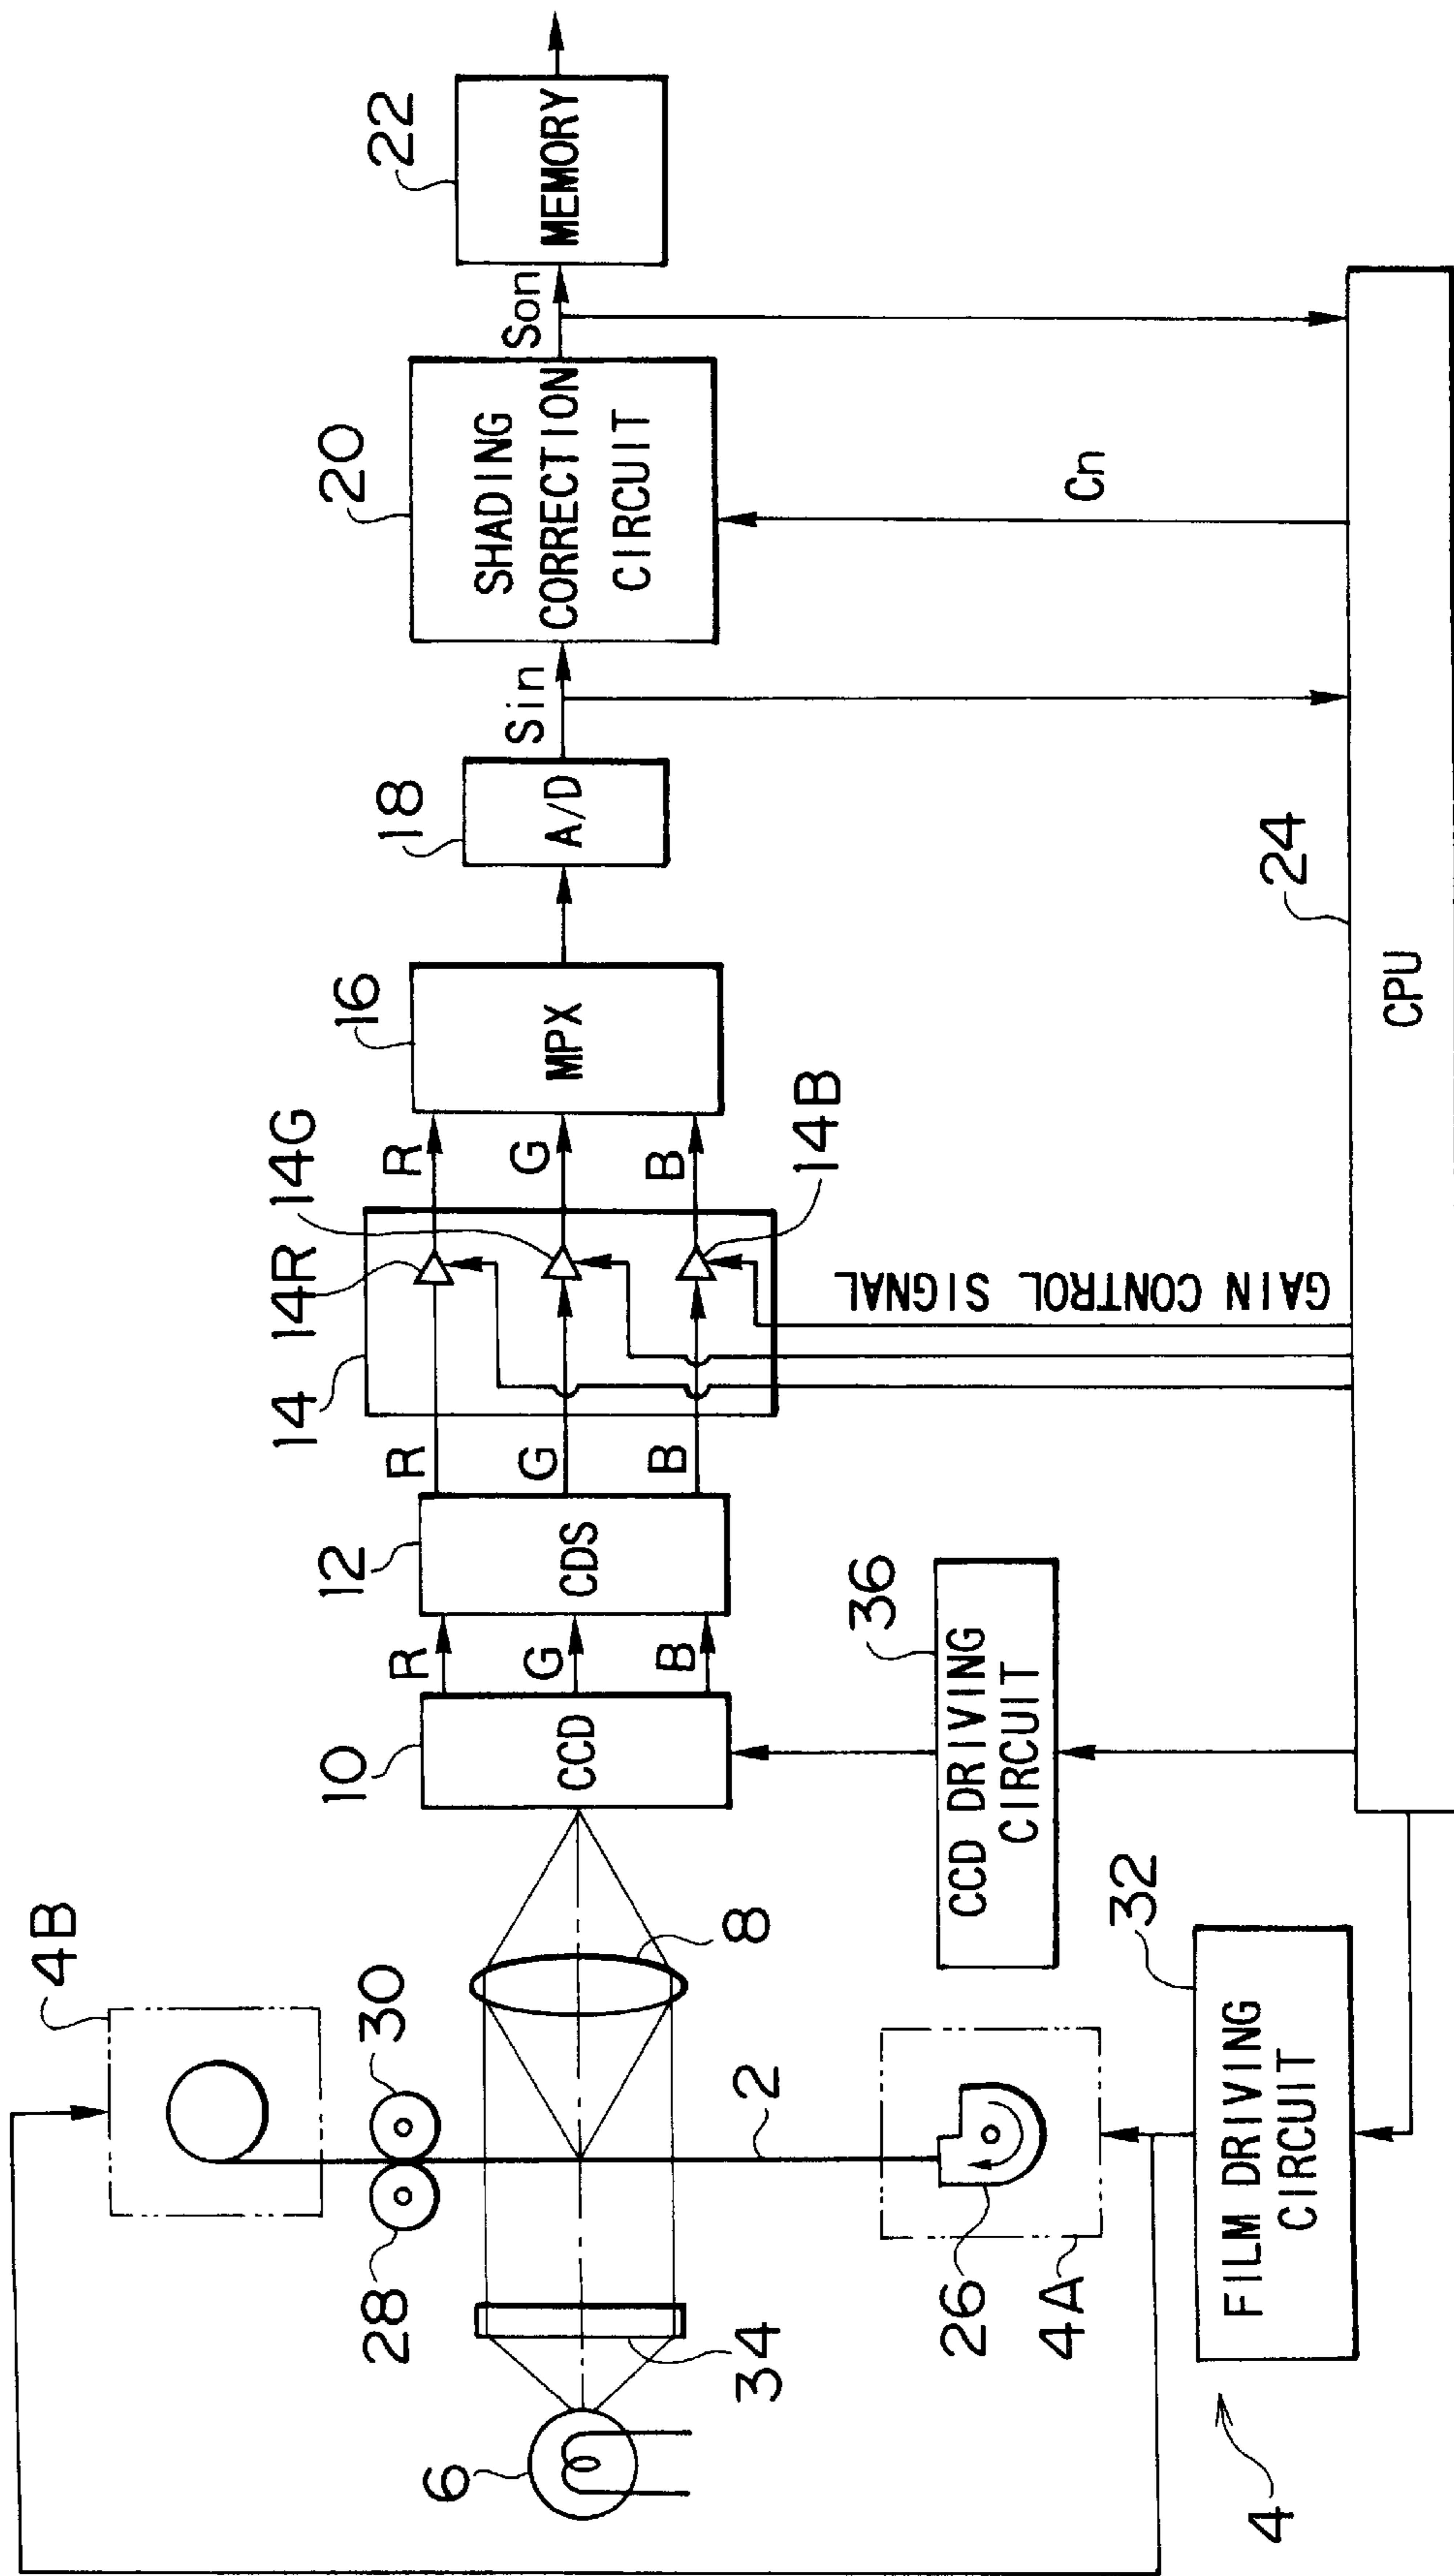 4B
30
28
6
34
8
2
26
4A
32
FILM DRIVING
CIRCUIT
4
10
CCD
R
G
B
36
CCD DRIVING
CIRCUIT
12
CDS
R
G
B
14
14R
14G
14B
R
G
B
GAIN CONTROL SIGNAL
16
MPX
18
A/D
Sin
20
SHADING
CORRECTION
CIRCUIT
Cn
Son
22
MEMORY
24
CPU